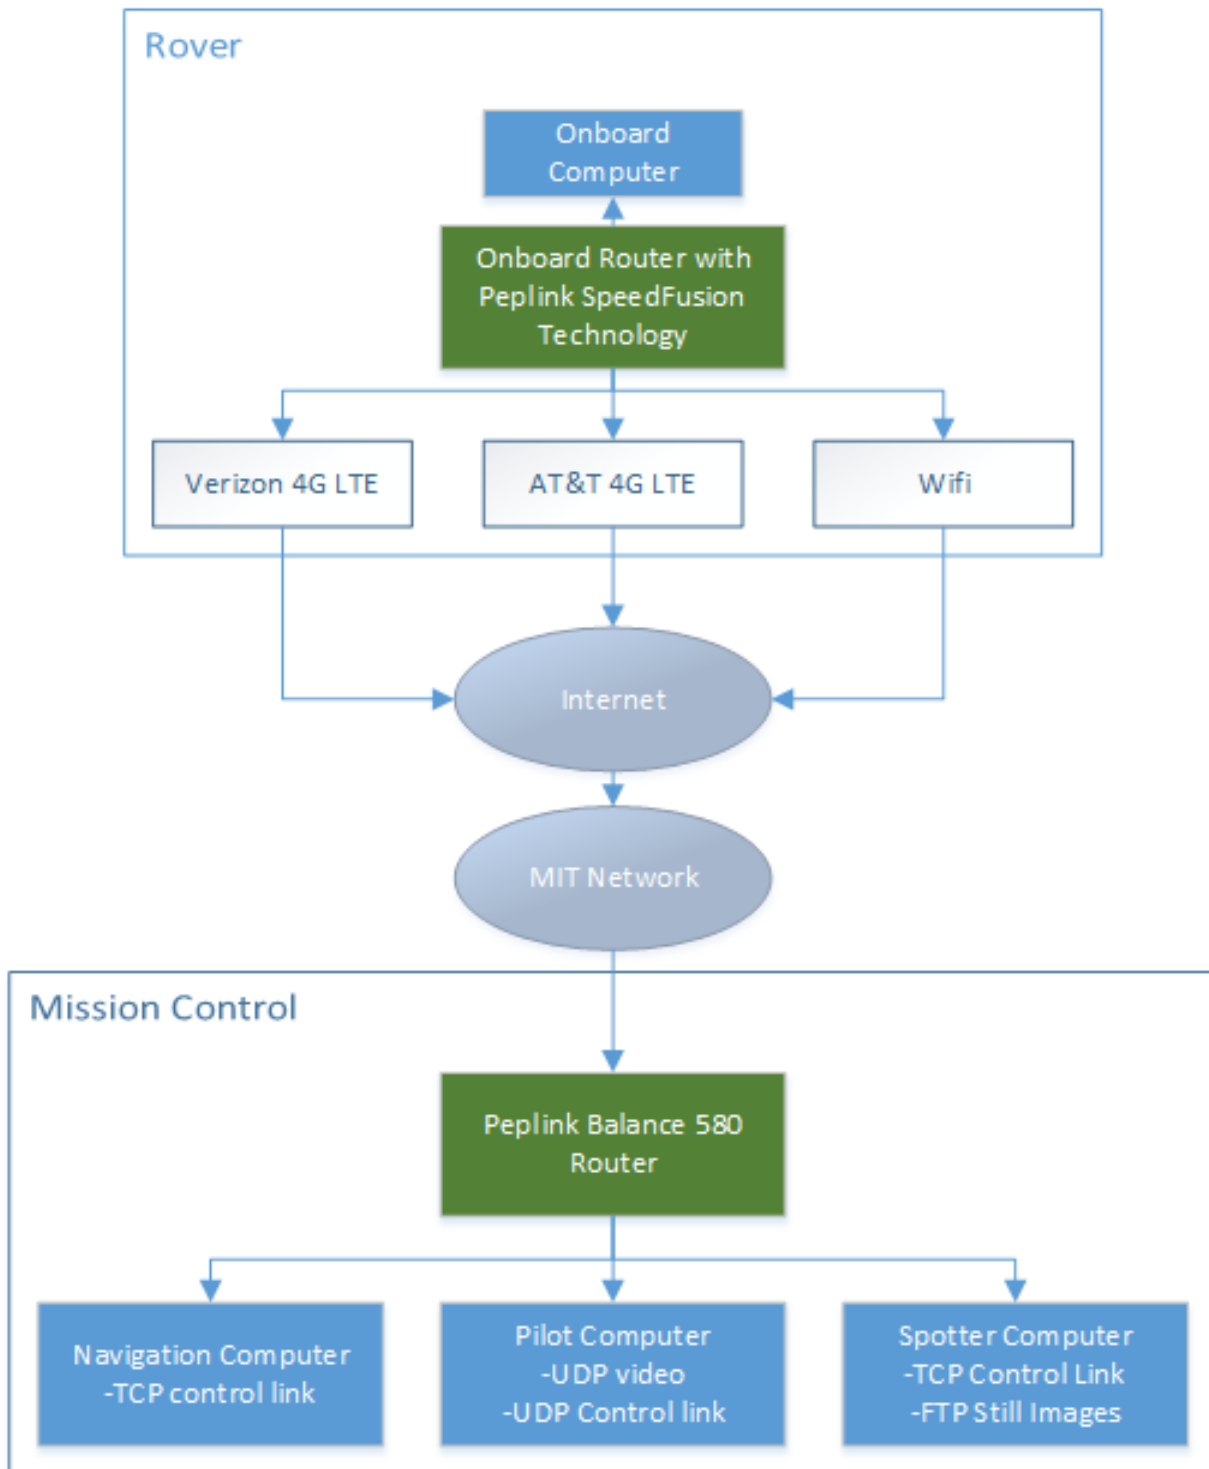 Rover
Onboard
Computer
Onboard Router with
Peplink SpeedFusion
Technology
Verizon 4G LTE
AT&T 4G LTE
Wifi
Internet
MIT Network
Mission Control
Peplink Balance 580
Router
Navigation Computer
-TCP control link
Pilot Computer
-UDP video
-UDP Control link
Spotter Computer
-TCP Control Link
-FTP Still Images